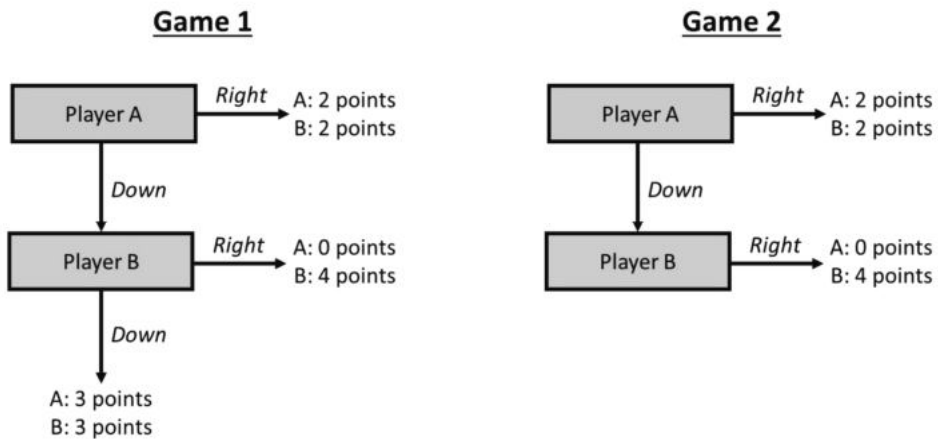 Game 1
Player A
Right
A: 2 points
B: 2 points
Down
Player B
Right
A: 0 points
B: 4 points
Down
A: 3 points
B: 3 points
Game 2
Player A
Right
A: 2 points
B: 2 points
Down
Player B
Right
A: 0 points
B: 4 points